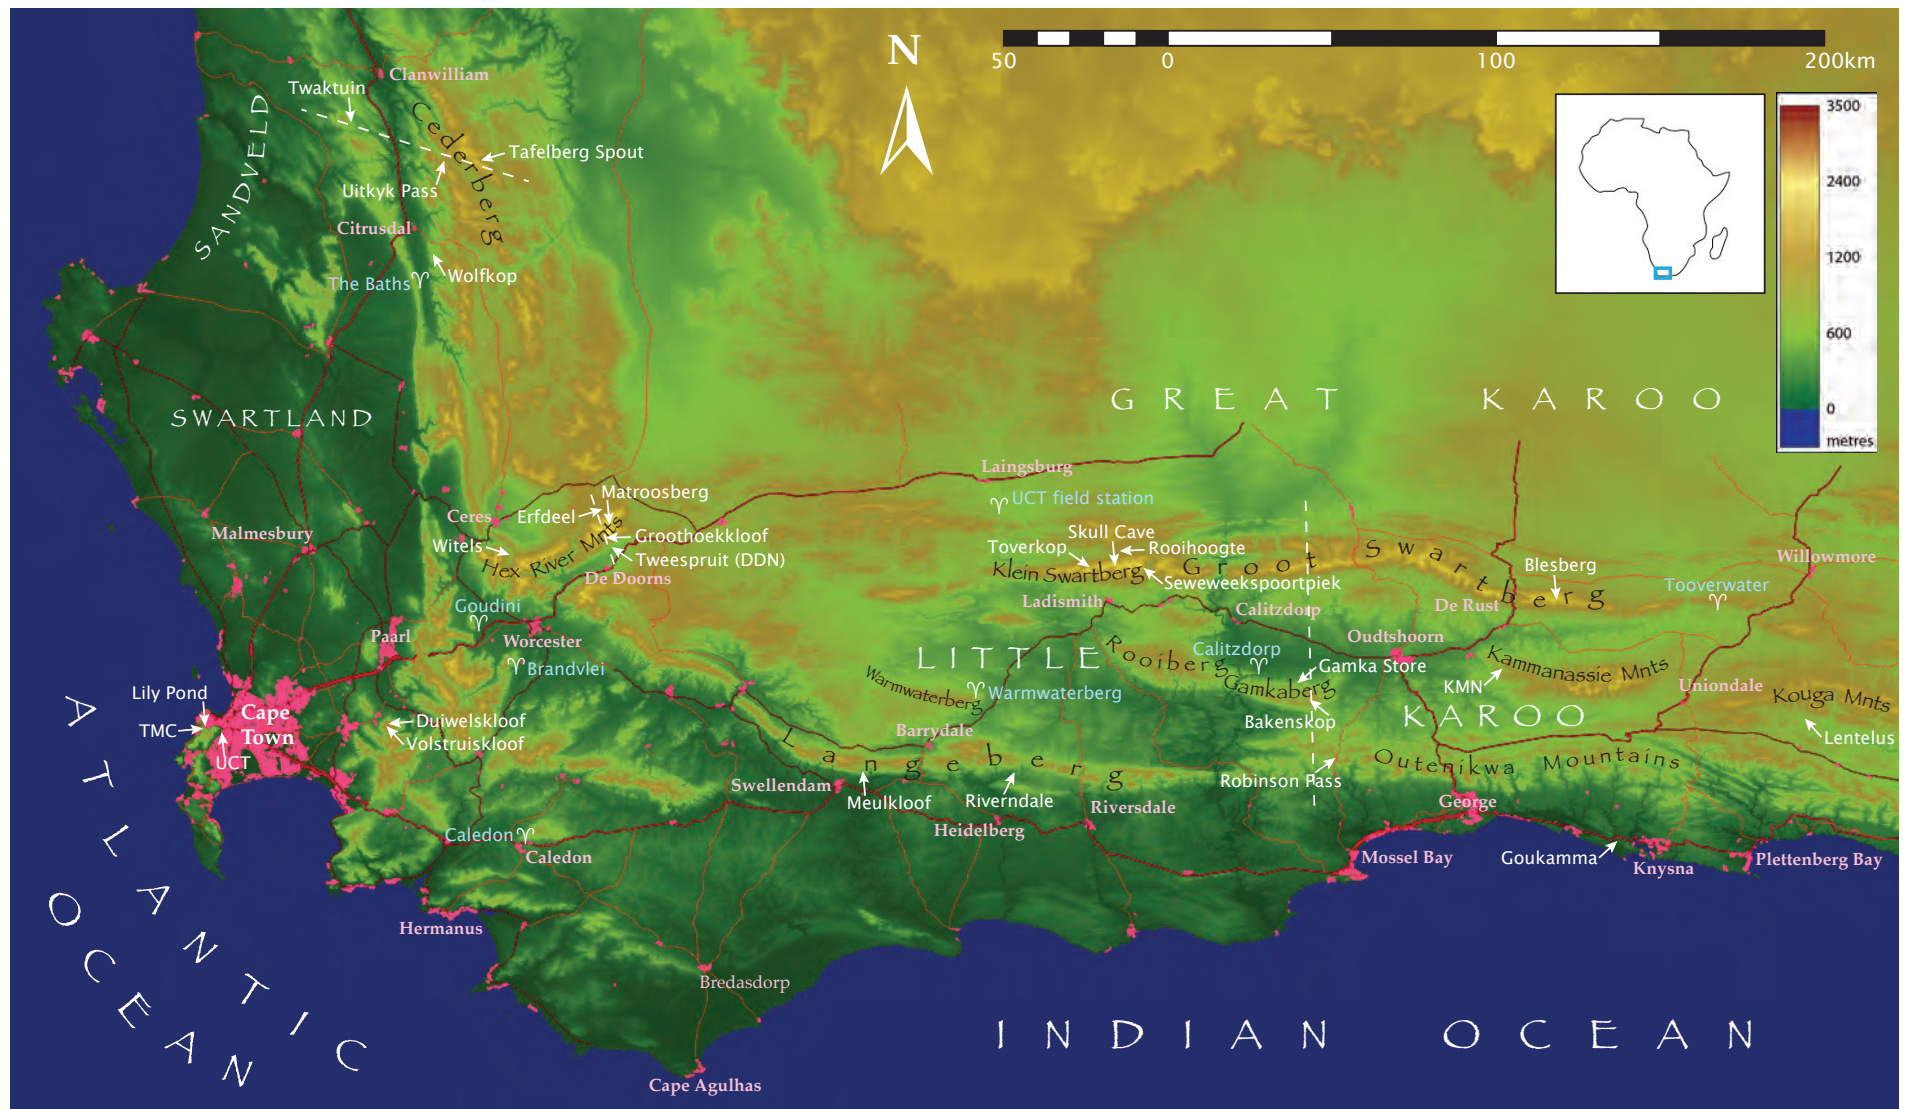 N
50 0 100 200km
3500
2400
1200
600
0
metres
Clanwilliam
Twaktuin
Cederberg
Tafelberg Spout
Uitkyk Pass
SANDVELD
Citrusdal
The Baths
Wolfkop
SWARTLAND
GREAT KAROO
Laingsburg
UCT field station
Matroosberg
Erfdeel
Ceres
Groothoekkloof
Witels
Tweespruit (DDN)
Hex River Mnts
De Doorns
Malmesbury
Skull Cave
Toverkop
Rooihoogte
Klein Swartberg
Groot Swartberg
Seweweekspoortpiek
Blesberg
Willowmore
Tooverwater
Ladismith
Calitzdorp
De Rust
Goudini
Paarl
Worcester
Brandvlei
Oudtshoorn
LITTLE
KAROO
Rooiberg
Calitzdorp
Gamka Store
Gamkaberg
Kammanassie Mnts
KMN
Warmwaterberg
Warmwaterberg
Bakenskop
Uniondale
Kouga Mnts
Lentelus
Lily Pond
TMC
Cape
Town
UCT
Duiwelskloof
Volstruiskloof
Barrydale
Langeberg
Outenikwa Mountains
Robinson Pass
Swellendam
Meulkloof
Riverndale
Riversdale
Heidelberg
George
Caledon
Caledon
Mossel Bay
Goukamma
Knysna
Plettenberg Bay
Hermanus
Bredasdorp
Cape Agulhas
ATLANTIC
OCEAN
INDIAN OCEAN